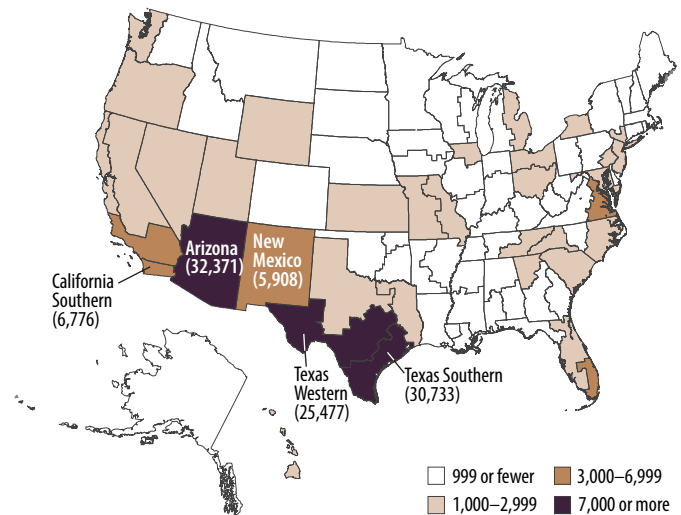 Arizona
(32,371)
New
Mexico
(5,908)
California
Southern
(6,776)
Texas
Western
(25,477)
Texas Southern
(30,733)
999 or fewer
1,000–2,999
3,000–6,999
7,000 or more